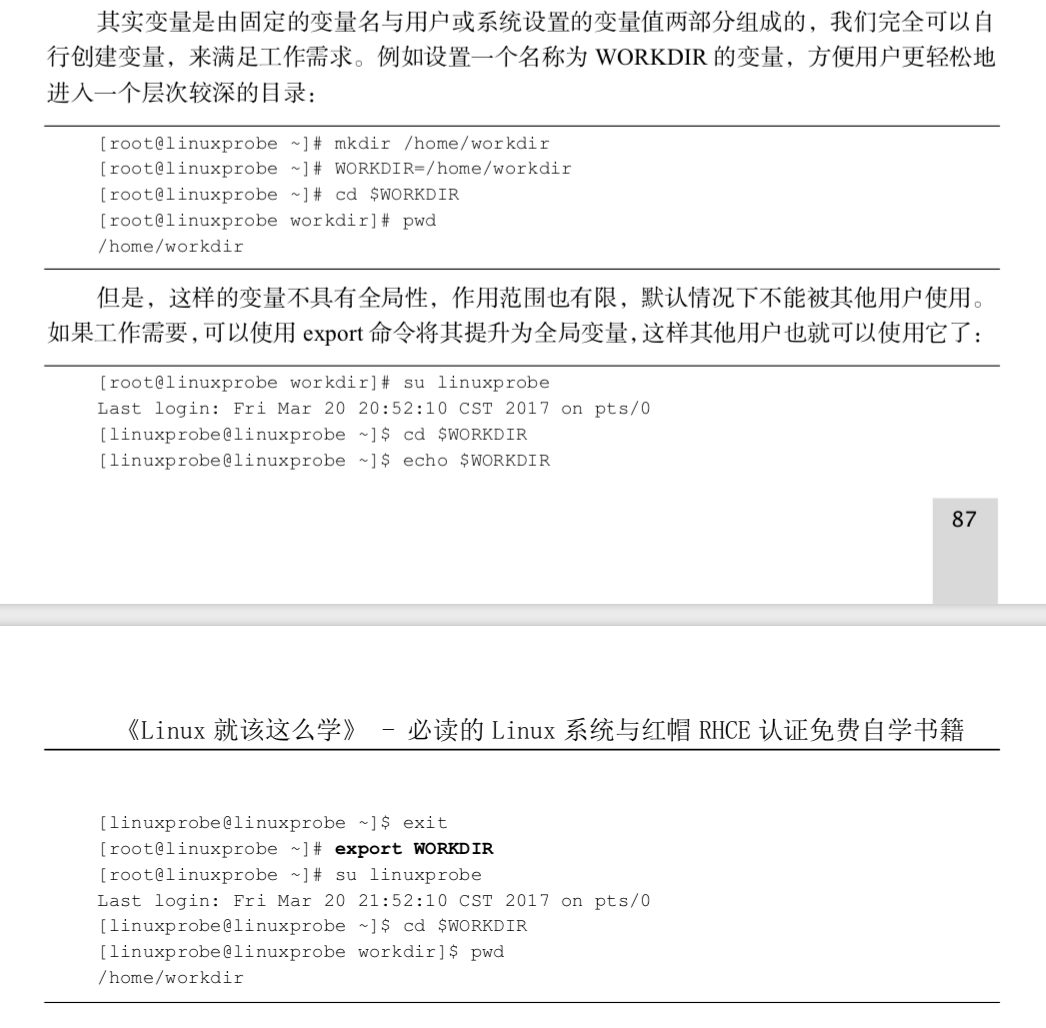 其实变量是由固定的变量名与用户或系统设置的变量值两部分组成的，我们完全可以自
行创建变量，来满足工作需求。例如设置一个名称为 WORKDIR 的变量，方便用户更轻松地
进入一个层次较深的目录：
[root@linuxprobe ~]# mkdir /home/workdir
[root@linuxprobe ~]# WORKDIR=/home/workdir
[root@linuxprobe ~]# cd $WORKDIR
[root@linuxprobe workdir]# pwd
/home/workdir
但是，这样的变量不具有全局性，作用范围也有限，默认情况下不能被其他用户使用。
如果工作需要，可以使用 export 命令将其提升为全局变量，这样其他用户也就可以使用它了：
[root@linuxprobe workdir]# su linuxprobe
Last login: Fri Mar 20 20:52:10 CST 2017 on pts/0
[linuxprobe@linuxprobe ~]$ cd $WORKDIR
[linuxprobe@linuxprobe ~]$ echo $WORKDIR
87
《Linux 就该这么学》 - 必读的 Linux 系统与红帽 RHCE 认证免费自学书籍
[linuxprobe@linuxprobe ~]$ exit
[root@linuxprobe ~]# export WORKDIR
[root@linuxprobe ~]# su linuxprobe
Last login: Fri Mar 20 21:52:10 CST 2017 on pts/0
[linuxprobe@linuxprobe ~]$ cd $WORKDIR
[linuxprobe@linuxprobe workdir]$ pwd
/home/workdir